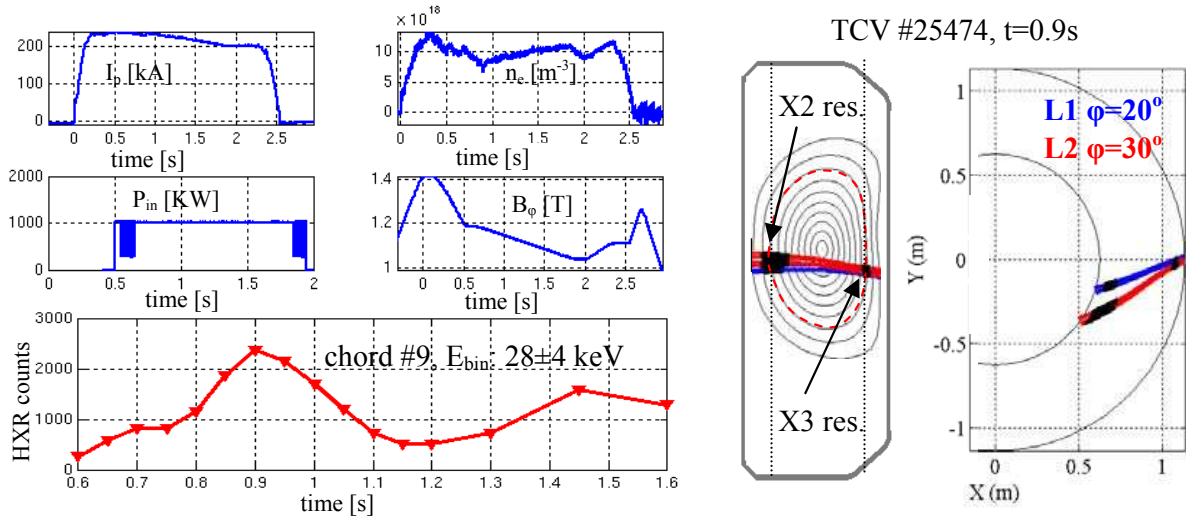 200
100
0
I_p [kA]
0 0.5 1 1.5 2 2.5
time [s]
× 10^18
10
5
0
n_e [m^-3]
0 0.5 1 1.5 2 2.5
time [s]
2000
1000
0
P_in [KW]
0 1 2
time [s]
1.4
1.2
1
B_φ [T]
0 0.5 1 1.5 2 2.5
time [s]
3000
2000
1000
0
HXR counts
chord #9, E_bin: 28±4 keV
0.6 0.7 0.8 0.9 1 1.1 1.2 1.3 1.4 1.5 1.6
time [s]
TCV #25474, t=0.9s
X2 res.
X3 res.
L1 φ=20°
L2 φ=30°
1
0.5
0
-0.5
-1
Y (m)
0 0.5 1
X (m)